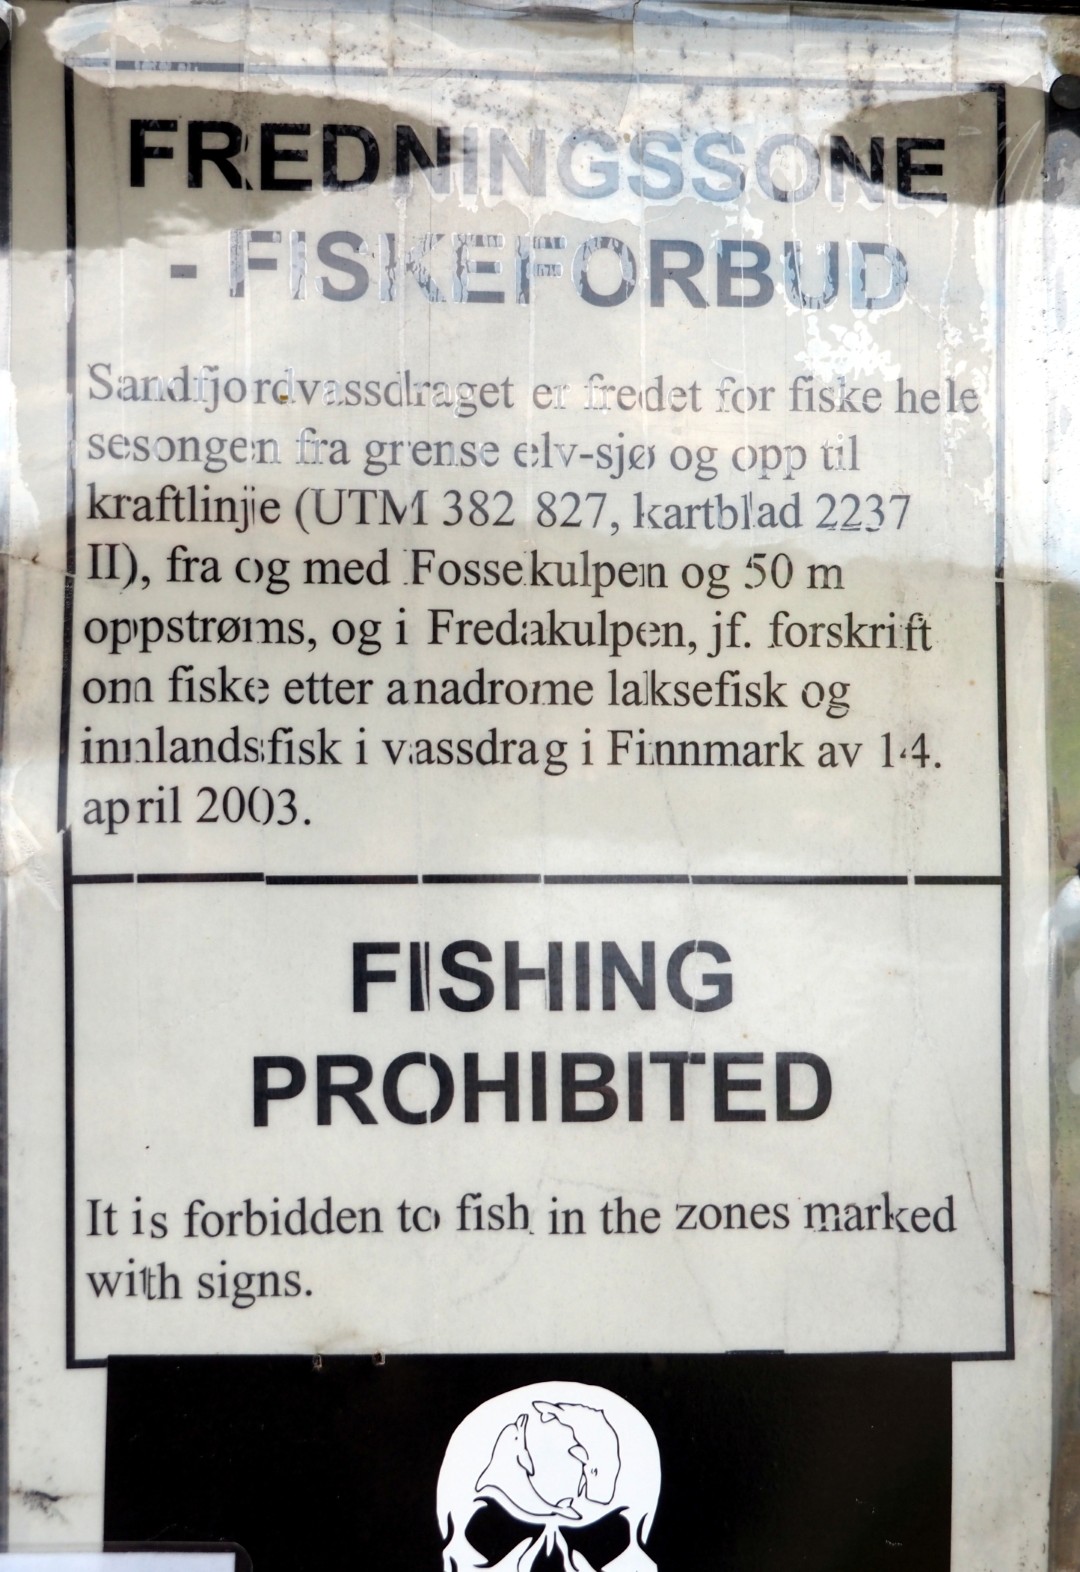 FREDNINGSSONE
- FISKEFORBUD
Sandfjordvassdraget er fredet for fiske hele
sesongen fra grense elv-sjø og opp til
kraftlinjie (UTM 382 827, kartblad 2237
II), fra og med Fossekulpen og 50 m
oppstrøms, og i Fredakulpen, jf. forskrift
om fiske etter anadrome laksefisk og
innlandsfisk i vassdrag i Finnmark av 14.
april 2003.
FISHING
PROHIBITED
It is forbidden to fish in the zones marked
with signs.